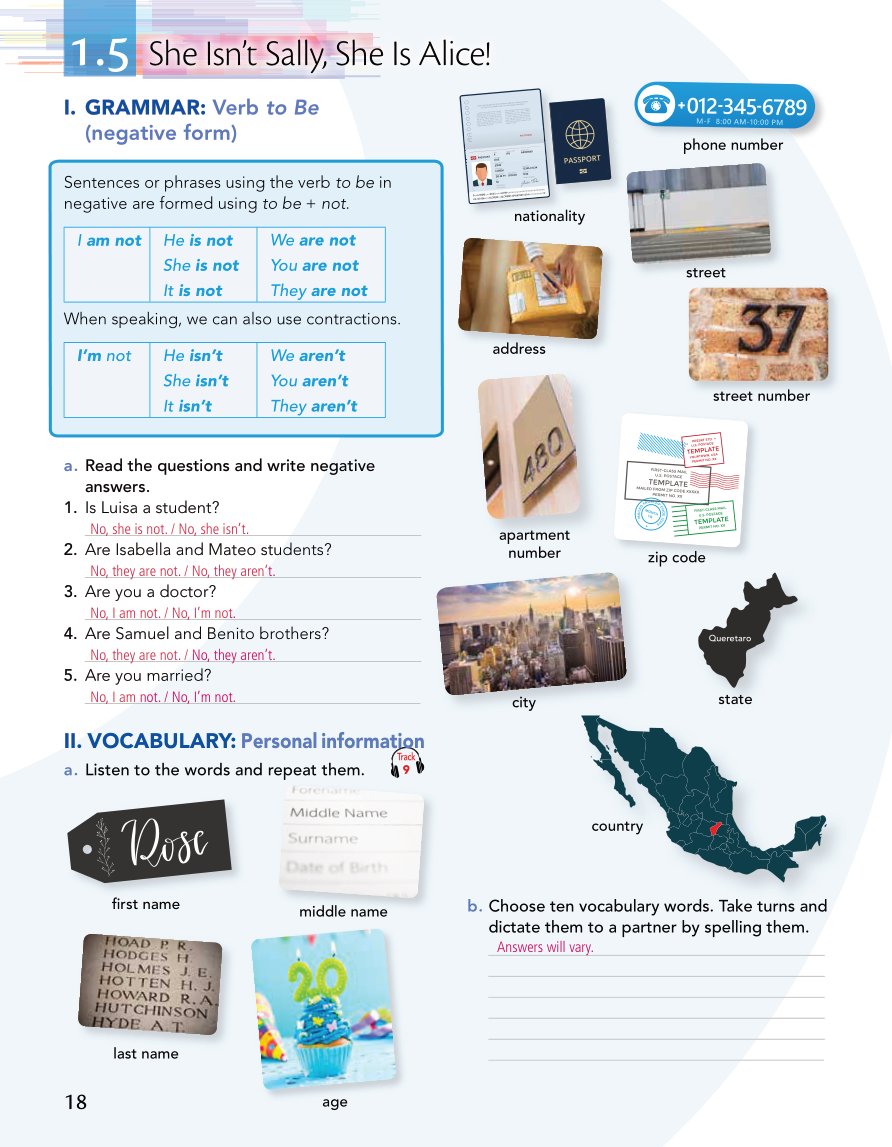 1.5 She Isn't Sally, She Is Alice!
I. GRAMMAR: Verb to Be
(negative form)
Sentences or phrases using the verb to be in
negative are formed using to be + not.
I am not He is not We are not
She is not You are not
It is not They are not
When speaking, we can also use contractions.
I'm not He isn't We aren't
She isn't You aren't
It isn't They aren't
a. Read the questions and write negative
answers.
1. Is Luisa a student?
No, she is not. / No, she isn't.
2. Are Isabella and Mateo students?
No, they are not. / No, they aren't.
3. Are you a doctor?
No, I am not. / No, I'm not.
4. Are Samuel and Benito brothers?
No, they are not. / No, they aren't.
5. Are you married?
No, I am not. / No, I'm not.
II. VOCABULARY: Personal information
a. Listen to the words and repeat them.
Track
9
Rose
first name
Forename
Middle Name
Surname
Date of Birth
middle name
HOAD P. R.
HODGES H.
HOLMES J. E.
HOTTEN H. J.
HOWARD R. A.
HUTCHINSON
HYDE A.T.
last name
20
age
PASSPORT
nationality
+012-345-6789
M-F 8:00 AM-10:00 PM
phone number
street
address
37
street number
480
apartment
number
U.S. POSTAGE
TEMPLATE
PERMIT NO. XX
FIRST-CLASS MAIL
U.S. POSTAGE
TEMPLATE
MAILED FROM ZIP CODE XXXXX
PERMIT NO. XX
FIRST-CLASS MAIL
U.S. POSTAGE
TEMPLATE
PERMIT NO. XX
zip code
city
Queretaro
state
country
b. Choose ten vocabulary words. Take turns and
dictate them to a partner by spelling them.
Answers will vary.
18